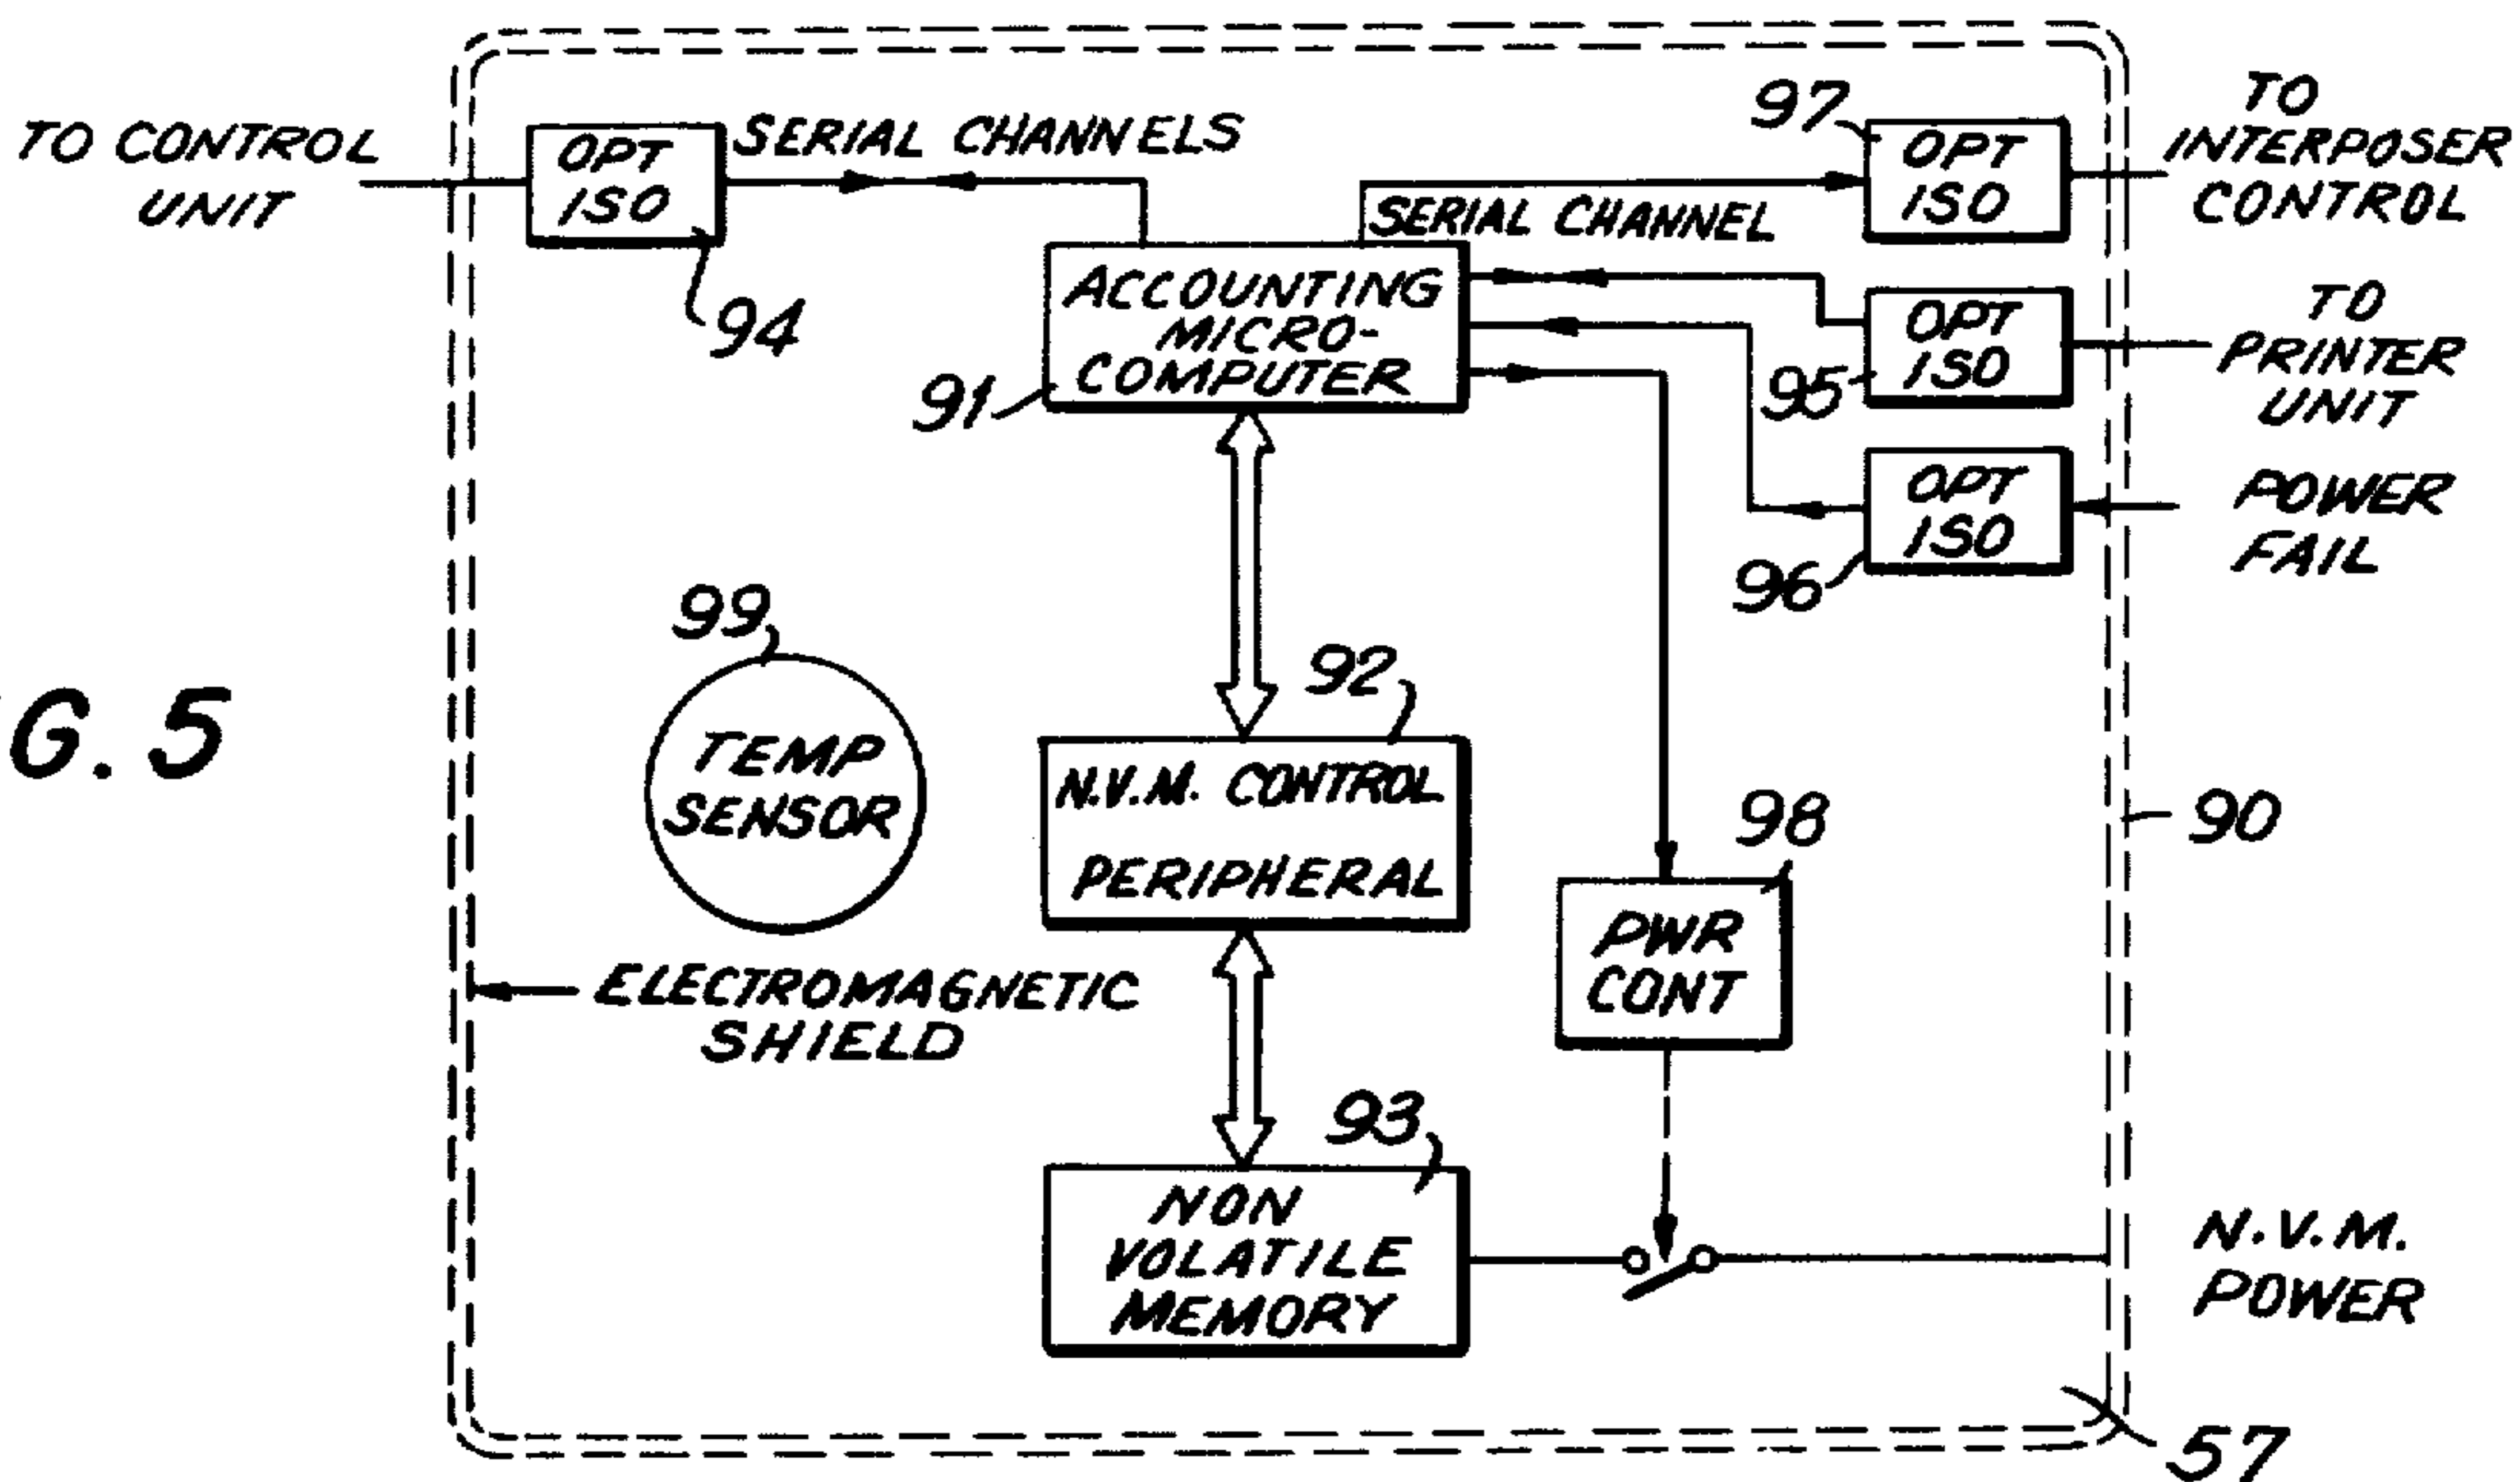 TO CONTROL
UNIT
OPT
ISO
94
SERIAL CHANNELS
SERIAL CHANNEL
97
OPT
ISO
TO
INTERPOSER
CONTROL
ACCOUNTING
MICRO-
COMPUTER
91
OPT
ISO
95
TO
PRINTER
UNIT
OPT
ISO
96
POWER
FAIL
99
TEMP
SENSOR
92
N.V.M. CONTROL
PERIPHERAL
98
PWR
CONT
90
G. 5
ELECTROMAGNETIC
SHIELD
93
NON
VOLATILE
MEMORY
N.V.M.
POWER
57